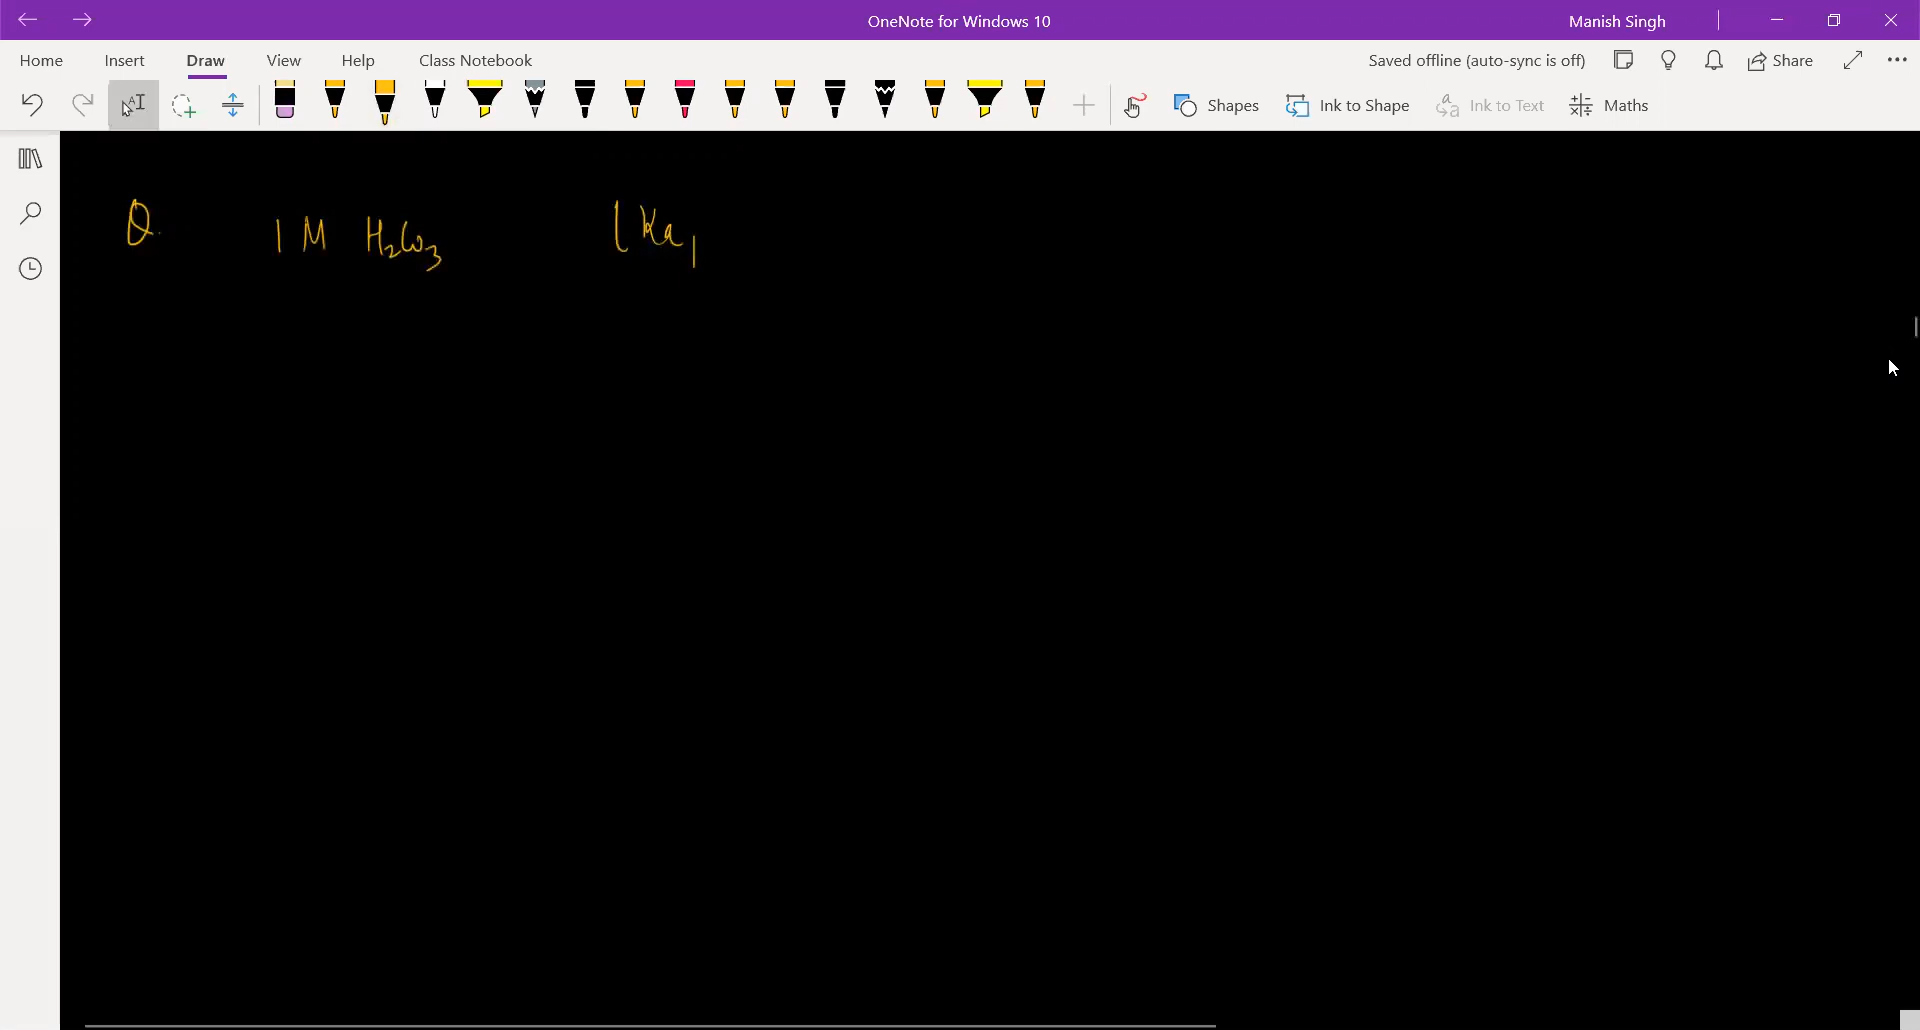 OneNote for Windows 10
Manish Singh
Home Insert Draw View Help Class Notebook
Saved offline (auto-sync is off) Share
Shapes Ink to Shape Ink to Text Maths
Q. 1 M H₂CO₃ (Ka₁